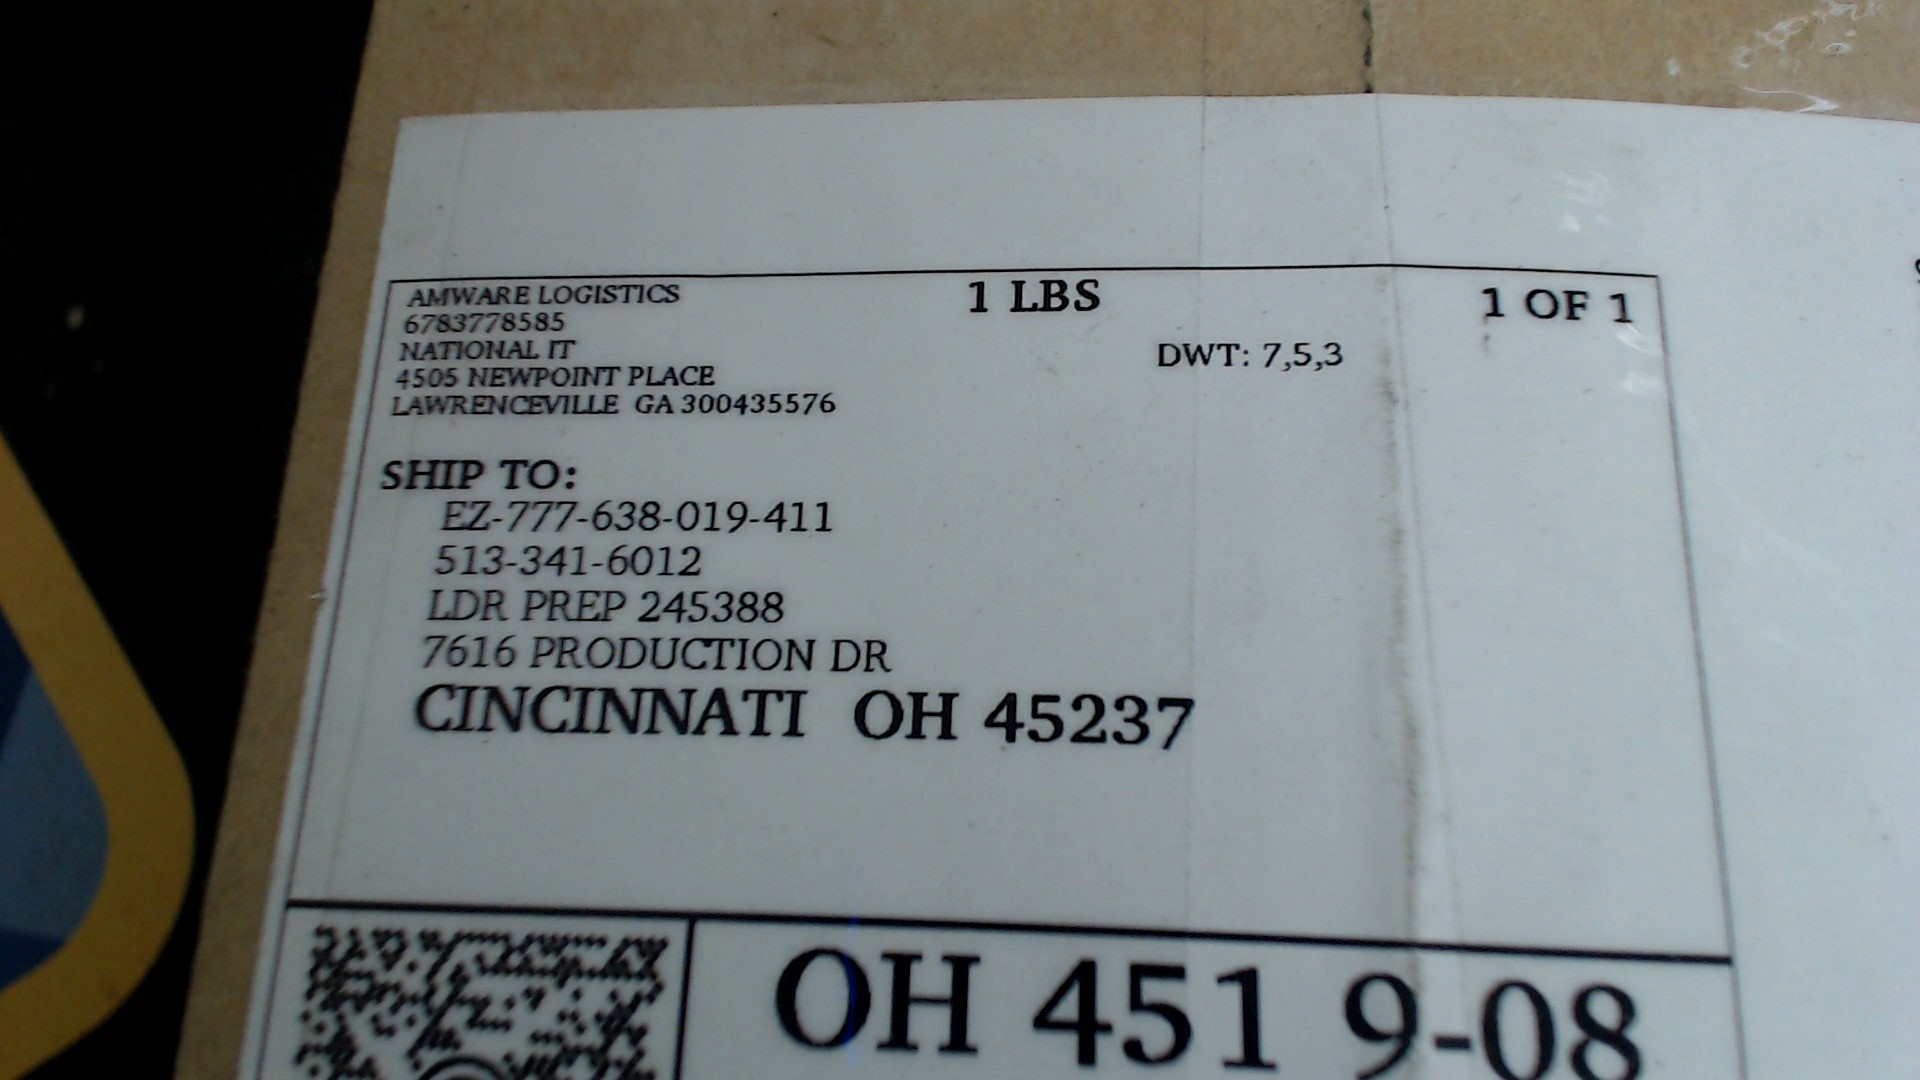 AMWARE LOGISTICS
6783778585
NATIONAL IT
4505 NEWPOINT PLACE
LAWRENCEVILLE GA 300435576
1 LBS
1 OF 1
DWT: 7,5,3
SHIP TO:
EZ-777-638-019-411
513-341-6012
LDR PREP 245388
7616 PRODUCTION DR
CINCINNATI OH 45237
OH 451 9-08